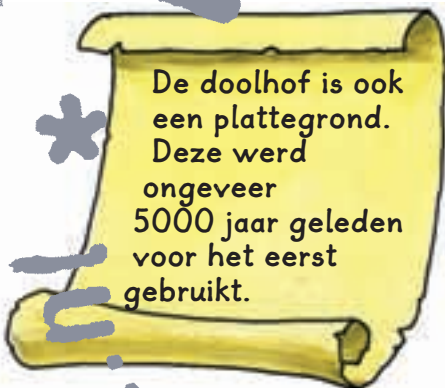 De doolhof is ook
een plattegrond.
Deze werd
ongeveer
5000 jaar geleden
voor het eerst
gebruikt.